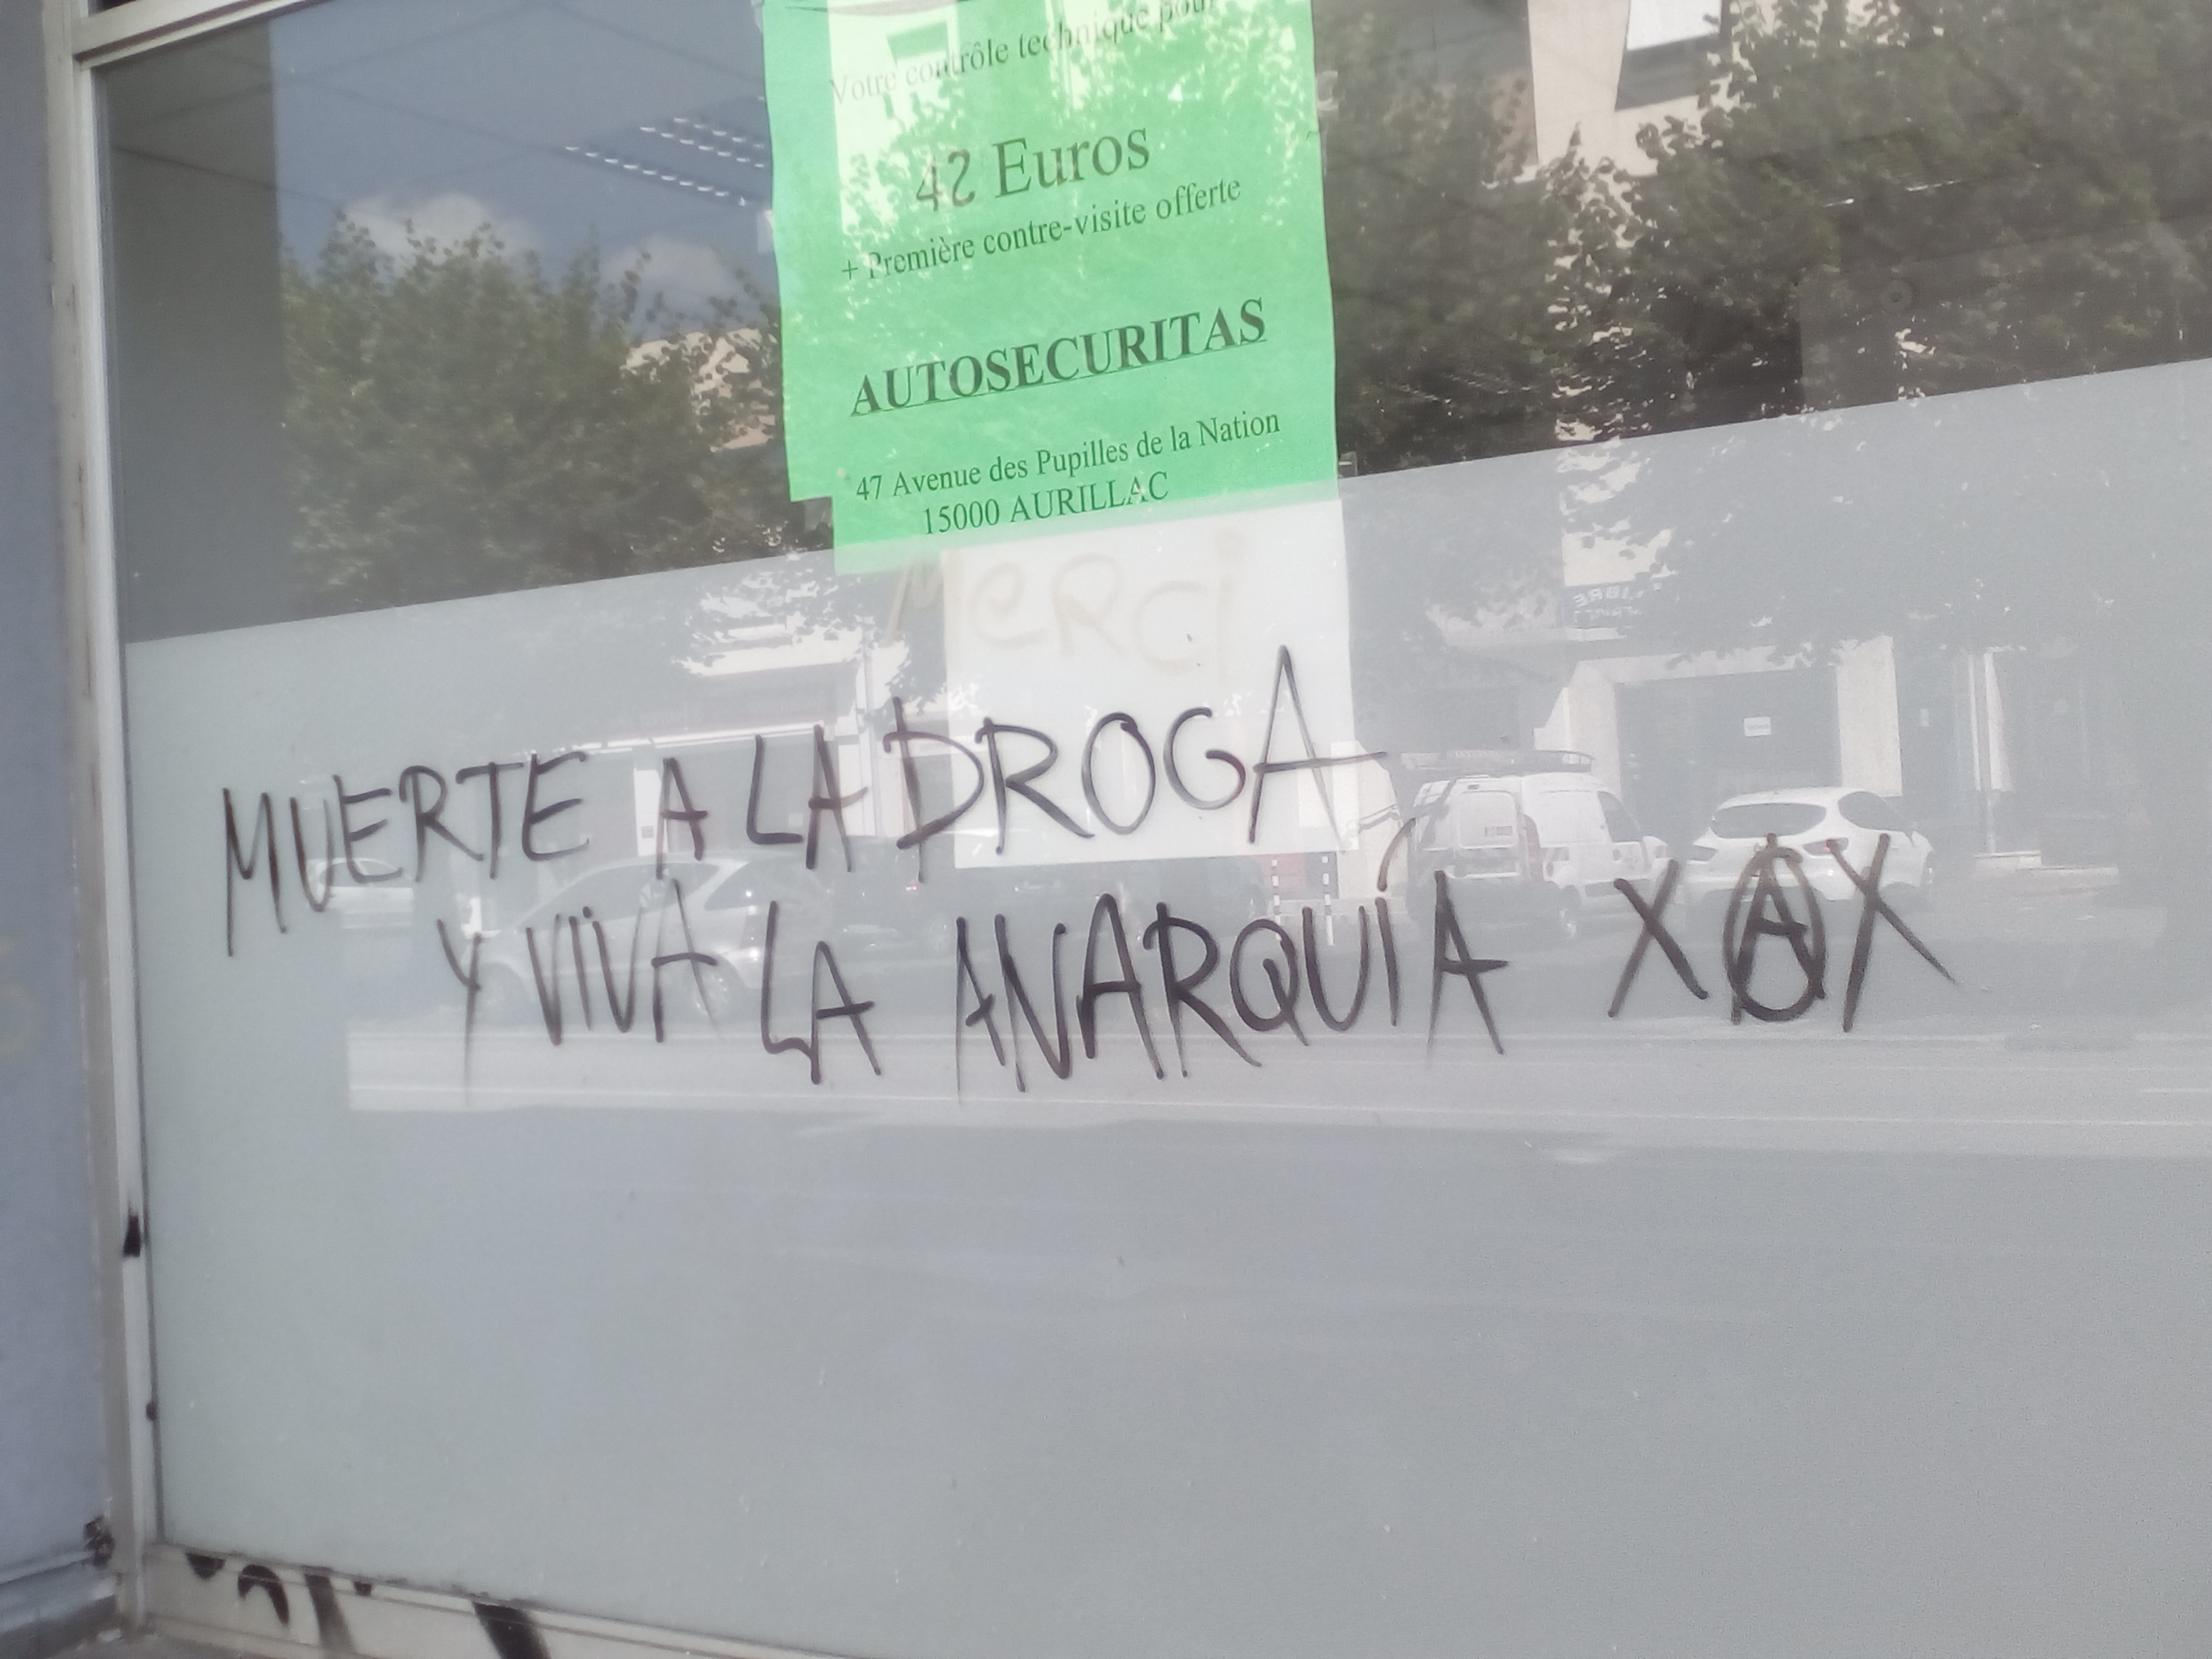 Votre contrôle technique pour
42 Euros
+ Première contre-visite offerte
AUTOSECURITAS
47 Avenue des Pupilles de la Nation
15000 AURILLAC
MERCI
MUERTE A LA DROGA
Y VIVA LA ANARQUÍA XAX